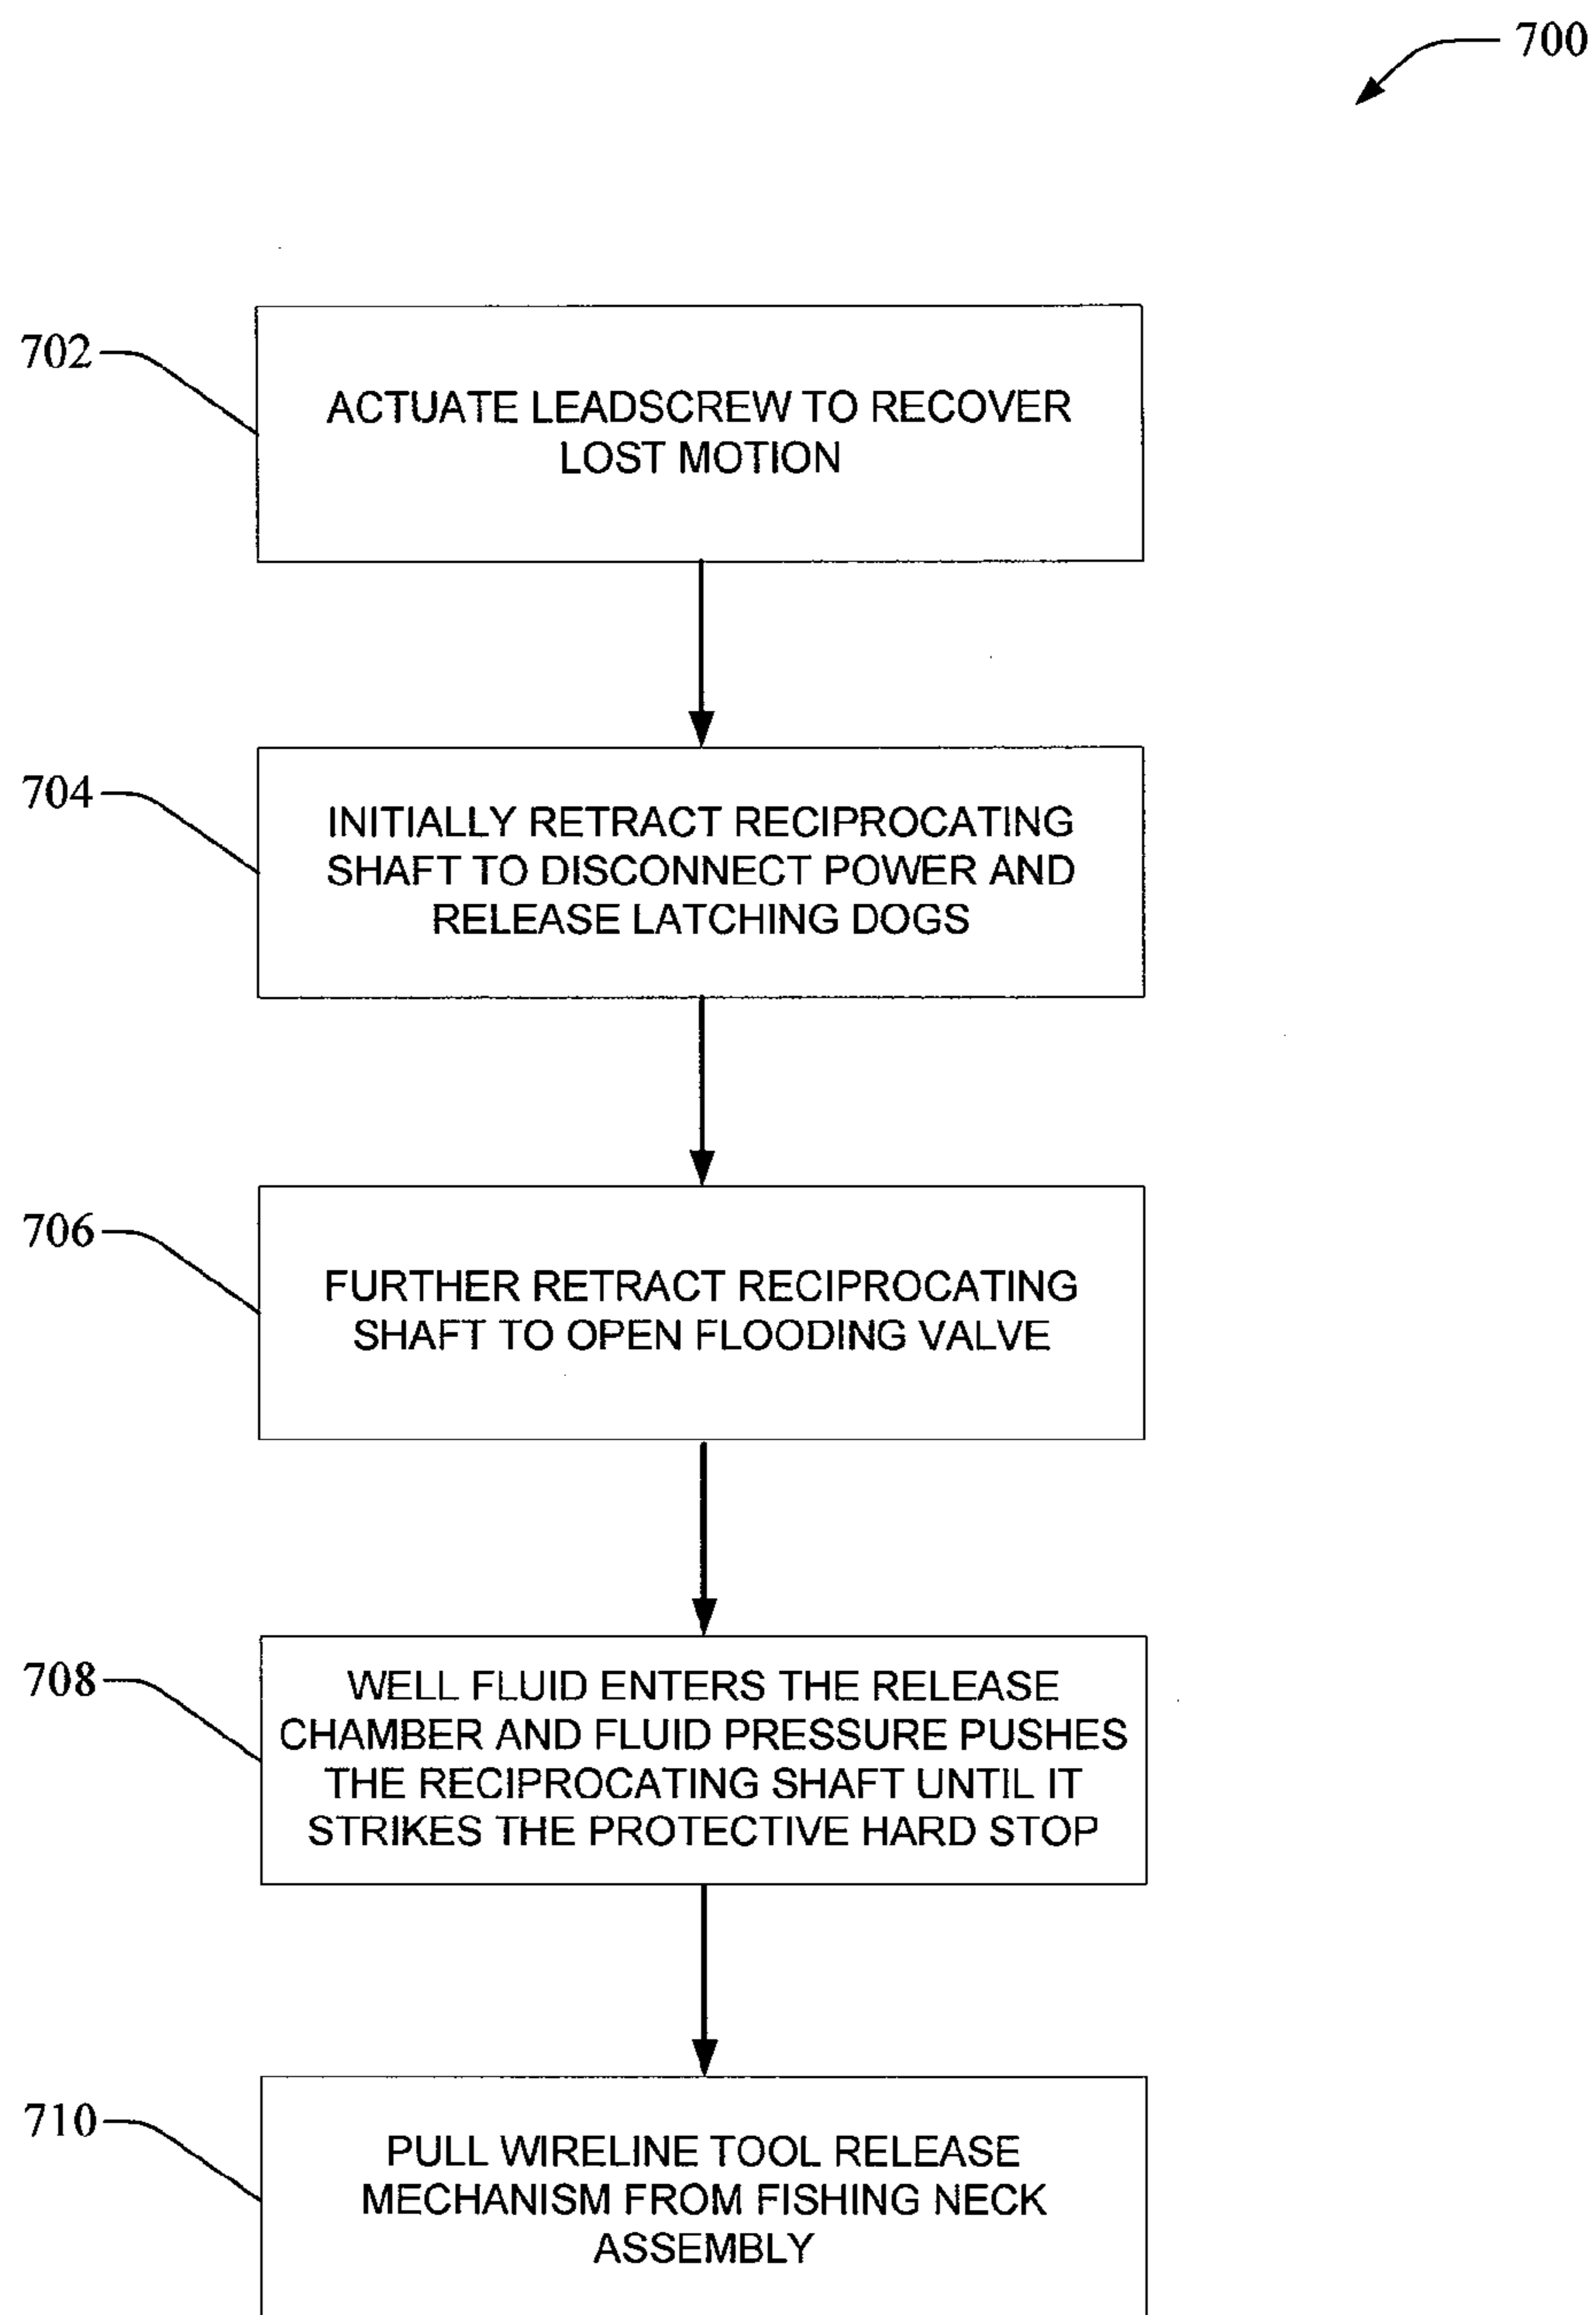 700
702
ACTUATE LEADSCREW TO RECOVER
LOST MOTION
704
INITIALLY RETRACT RECIPROCATING
SHAFT TO DISCONNECT POWER AND
RELEASE LATCHING DOGS
706
FURTHER RETRACT RECIPROCATING
SHAFT TO OPEN FLOODING VALVE
708
WELL FLUID ENTERS THE RELEASE
CHAMBER AND FLUID PRESSURE PUSHES
THE RECIPROCATING SHAFT UNTIL IT
STRIKES THE PROTECTIVE HARD STOP
710
PULL WIRELINE TOOL RELEASE
MECHANISM FROM FISHING NECK
ASSEMBLY